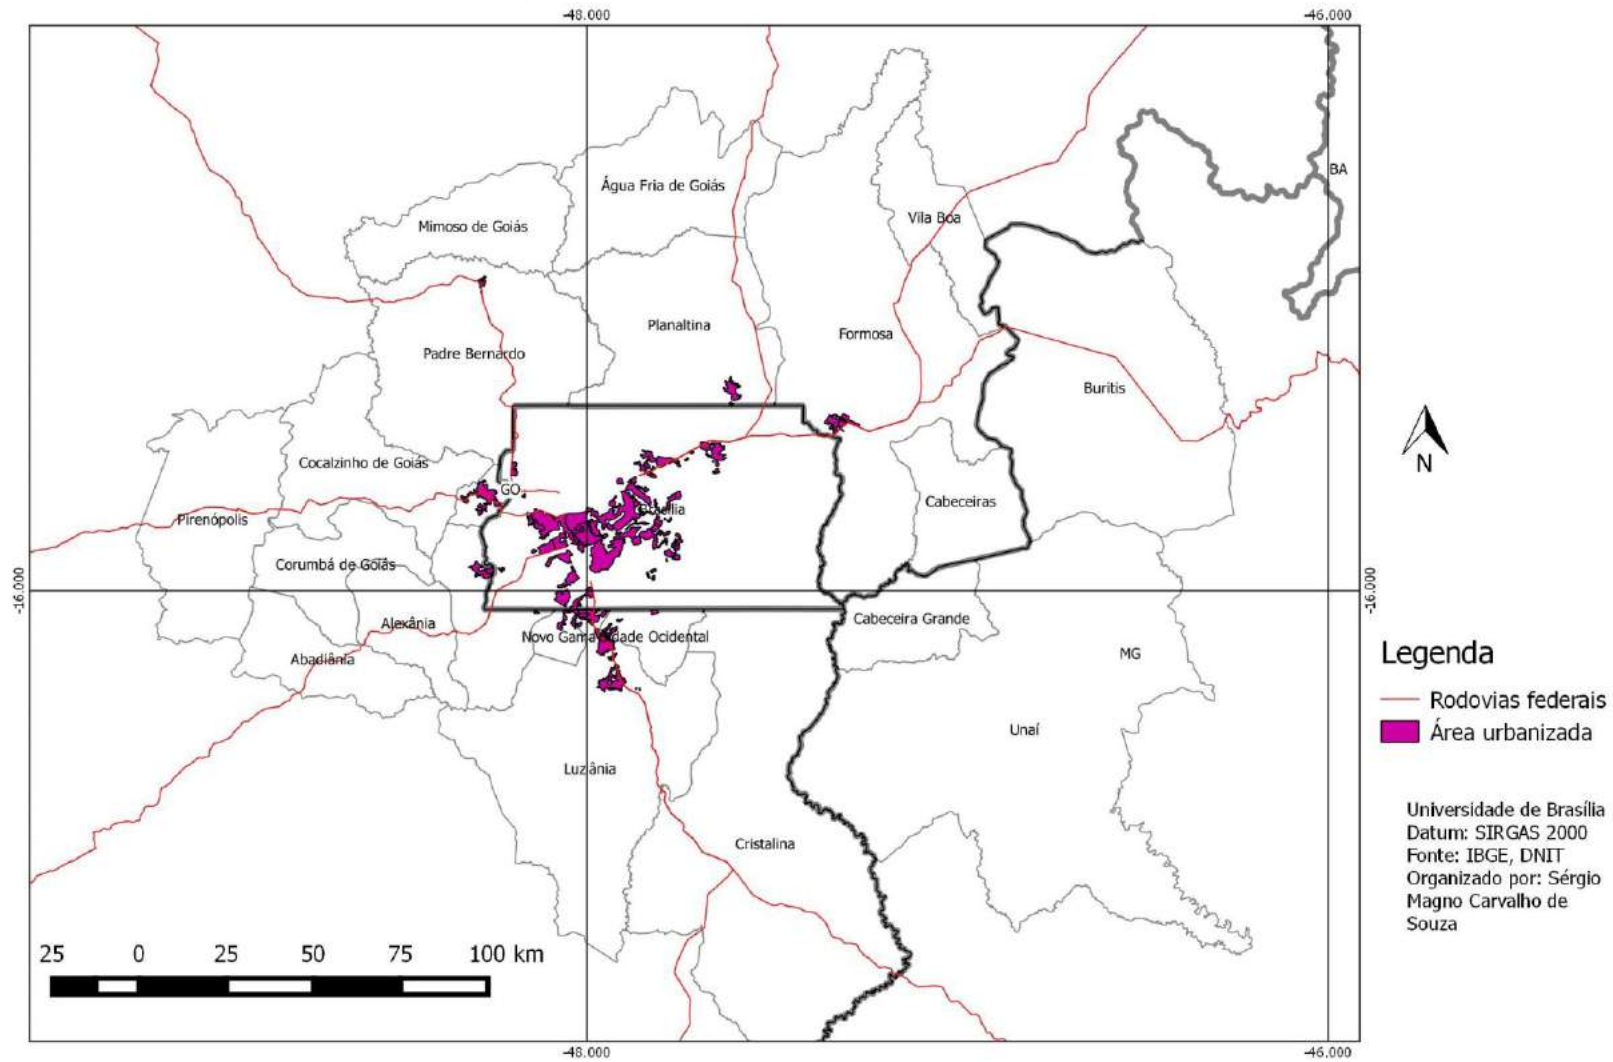 -48.000
-46.000
BA
Água Fria de Goiás
Vila Boa
Mimoso de Goiás
Planaltina
Formosa
Padre Bernardo
Buritis
Cocalzinho de Goiás
GO
Cabeceiras
Brasília
Pirenópolis
Corumbá de Goiás
-16.000
-16.000
Cabeceira Grande
Alexânia
Novo Gama
Cidade Ocidental
Abadiânia
MG
Unaí
Luziânia
Cristalina
N
Legenda
Rodovias federais
Área urbanizada
Universidade de Brasília
Datum: SIRGAS 2000
Fonte: IBGE, DNIT
Organizado por: Sérgio
Magno Carvalho de
Souza
25 0 25 50 75 100 km
-48.000
-46.000